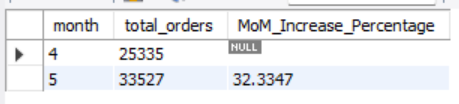 month total_orders MoM_Increase_Percentage
4 25335 NULL
5 33527 32.3347